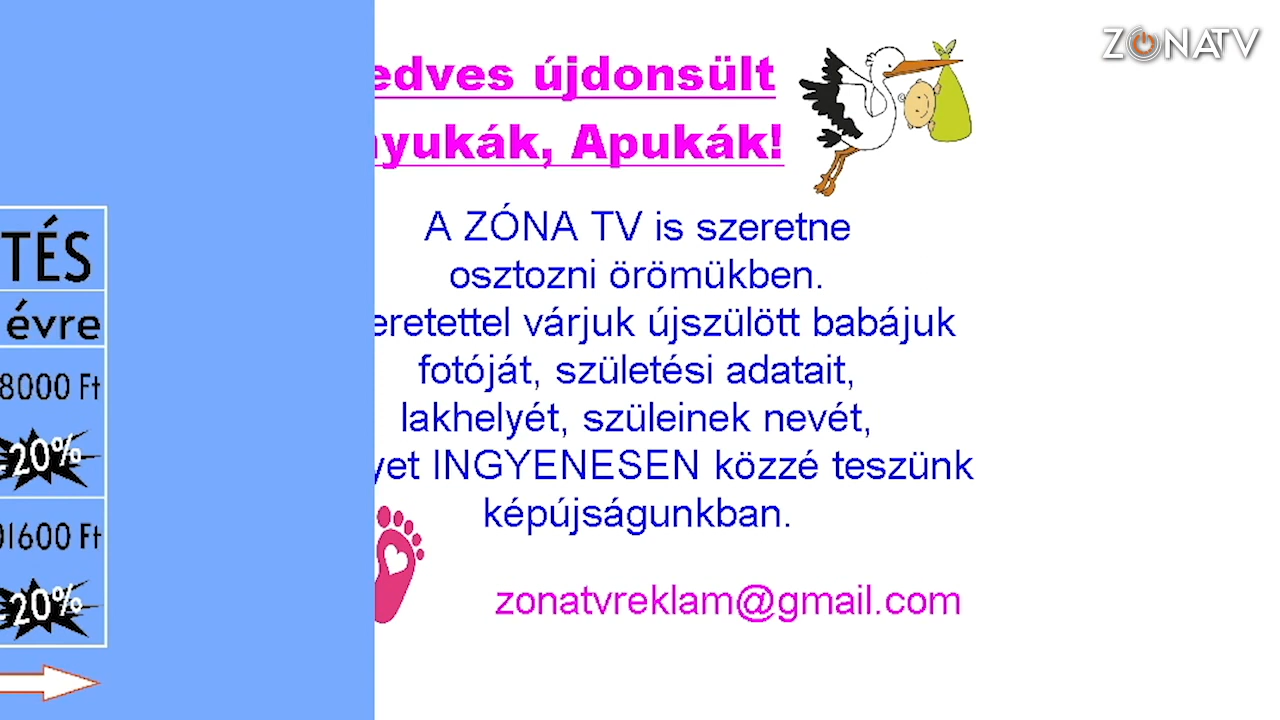 ZÓNATV
TÉS
évre
8000 Ft
-20%
01600 Ft
-20%
edves újdonsült
nyukák, Apukák!
A ZÓNA TV is szeretne
osztozni örömükben.
eretettel várjuk újszülött babájuk
fotóját, születési adatait,
lakhelyét, szüleinek nevét,
yet INGYENESEN közzé teszünk
képújságunkban.
zonatvreklam@gmail.com